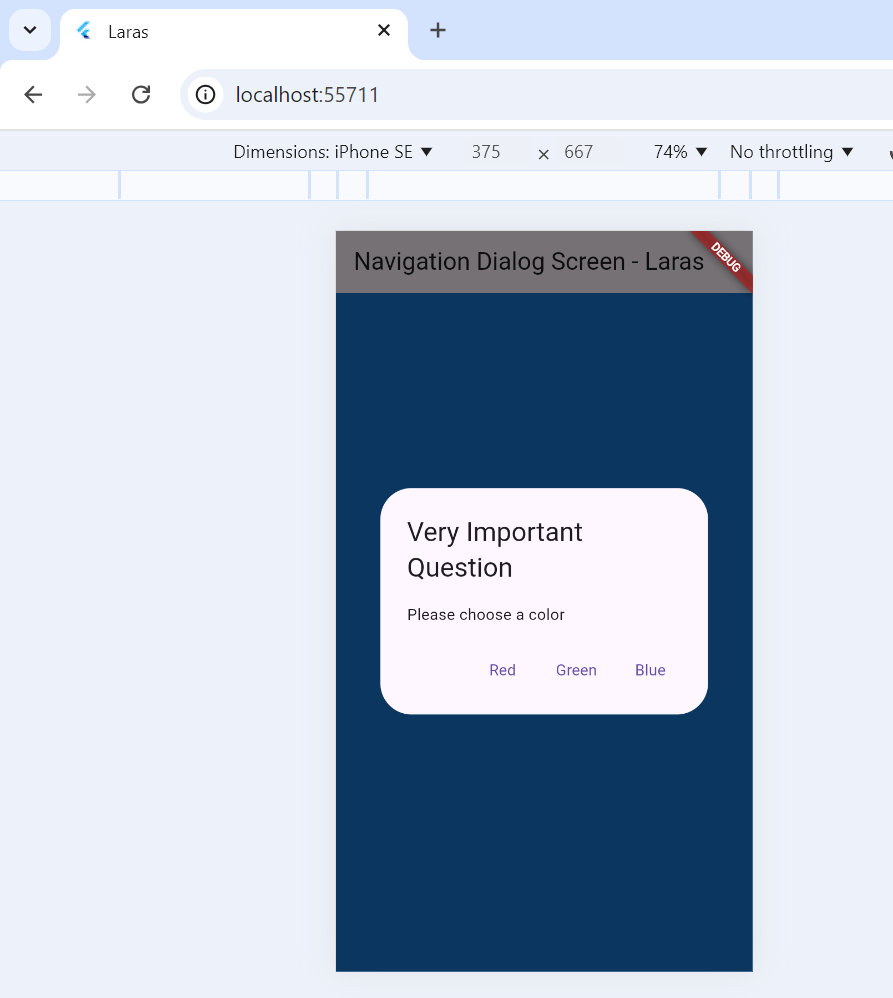 Laras
localhost:55711
Dimensions: iPhone SE 375 × 667 74% No throttling
Navigation Dialog Screen - Laras
DEBUG
Very Important
Question
Please choose a color
Red Green Blue